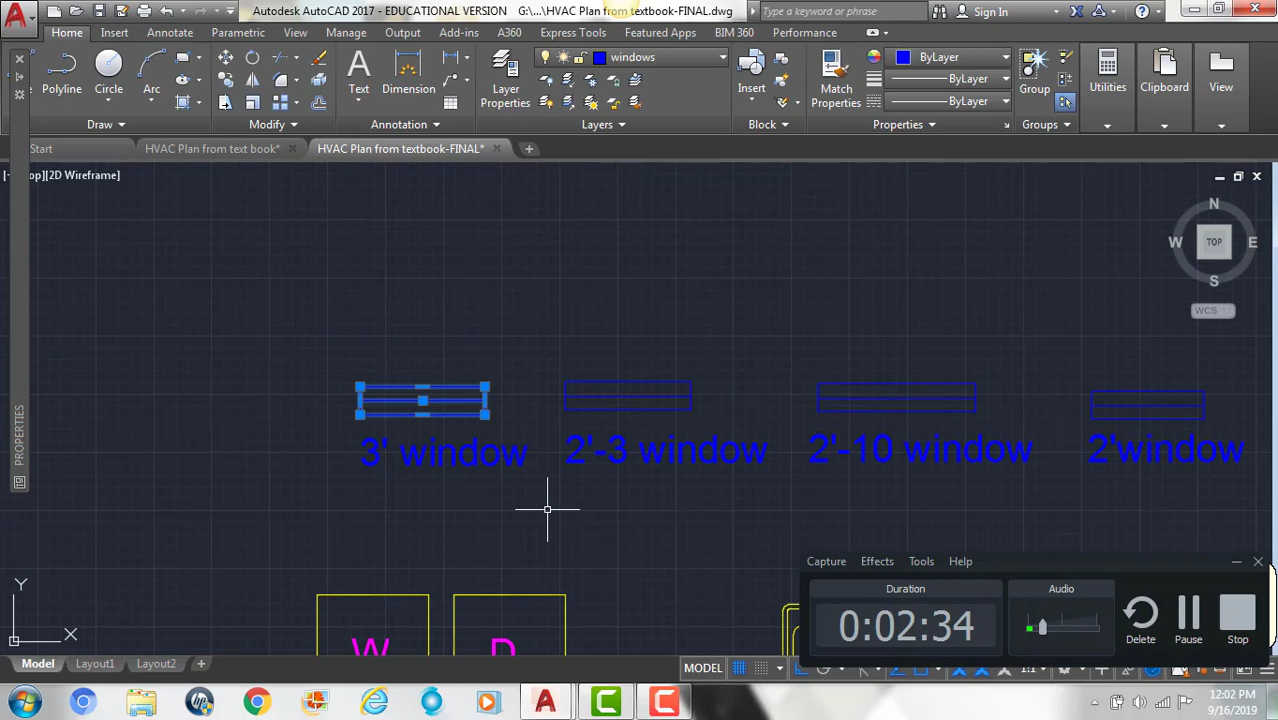 Autodesk AutoCAD 2017 - EDUCATIONAL VERSION G:\...\HVAC Plan from textbook-FINAL.dwg
Type a keyword or phrase
Sign In
Home Insert Annotate Parametric View Manage Output Add-ins A360 Express Tools Featured Apps BIM 360 Performance
Polyline
Circle
Arc
Text
Dimension
Layer Properties
windows
Insert
Match Properties
ByLayer
ByLayer
ByLayer
Group
Utilities
Clipboard
View
Draw
Modify
Annotation
Layers
Block
Properties
Groups
Start
HVAC Plan from text book*
HVAC Plan from textbook-FINAL*
[2D Wireframe]
N
W TOP E
S
WCS
PROPERTIES
3' window
2'-3 window
2'-10 window
2'window
W
D
Y
X
Capture Effects Tools Help
Duration
Audio
0:02:34
Delete
Pause
Stop
Model
Layout1
Layout2
MODEL
1:1
12:02 PM
9/16/2019